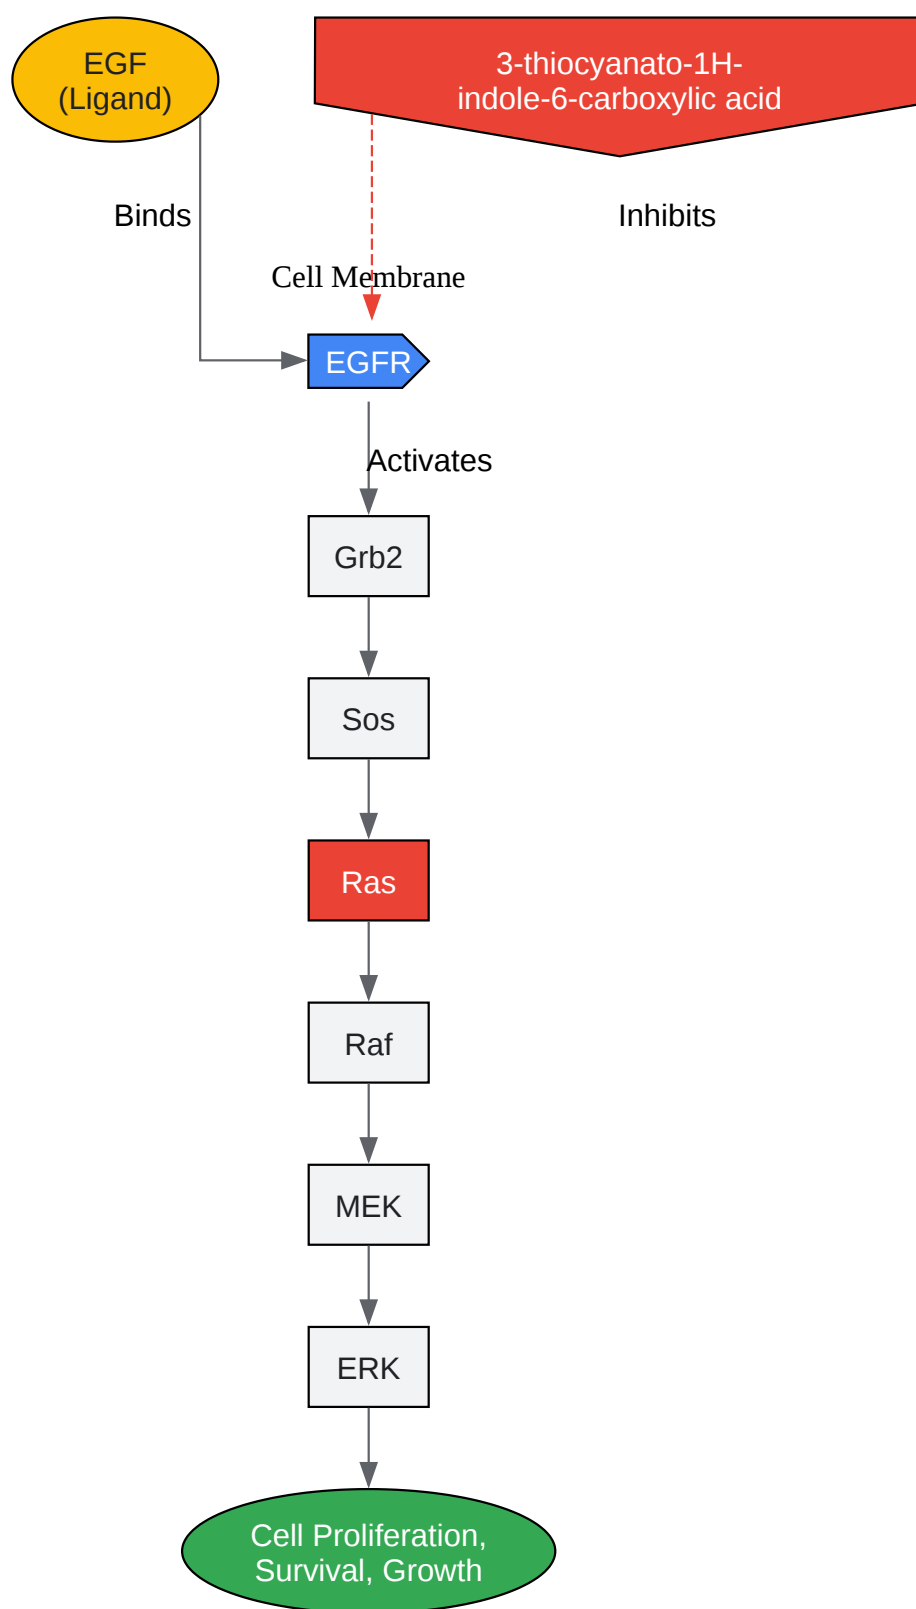 EGF
(Ligand)
3-thiocyanato-1H-
indole-6-carboxylic acid
Binds
Inhibits
Cell Membrane
EGFR
Activates
Grb2
Sos
Ras
Raf
MEK
ERK
Cell Proliferation,
Survival, Growth